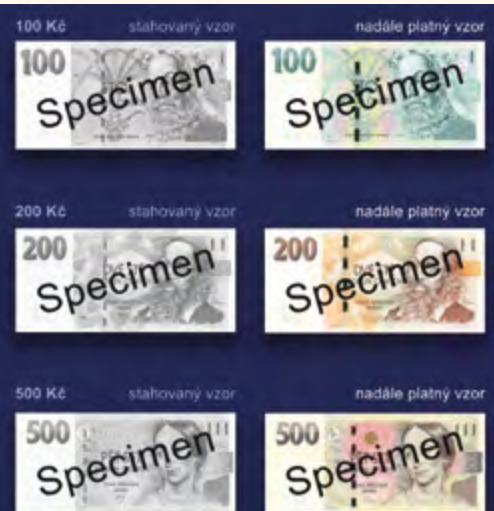 100 Kč stahovaný vzor nadále platný vzor
100 100
Specimen Specimen
200 Kč stahovaný vzor nadále platný vzor
200 200
Specimen Specimen
500 Kč stahovaný vzor nadále platný vzor
500 500
Specimen Specimen